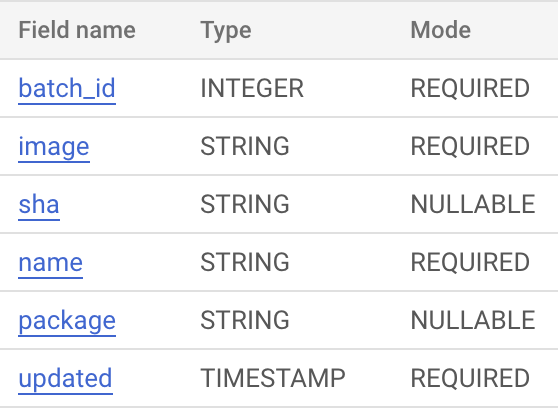 Field name Type Mode
batch_id INTEGER REQUIRED
image STRING REQUIRED
sha STRING NULLABLE
name STRING REQUIRED
package STRING NULLABLE
updated TIMESTAMP REQUIRED